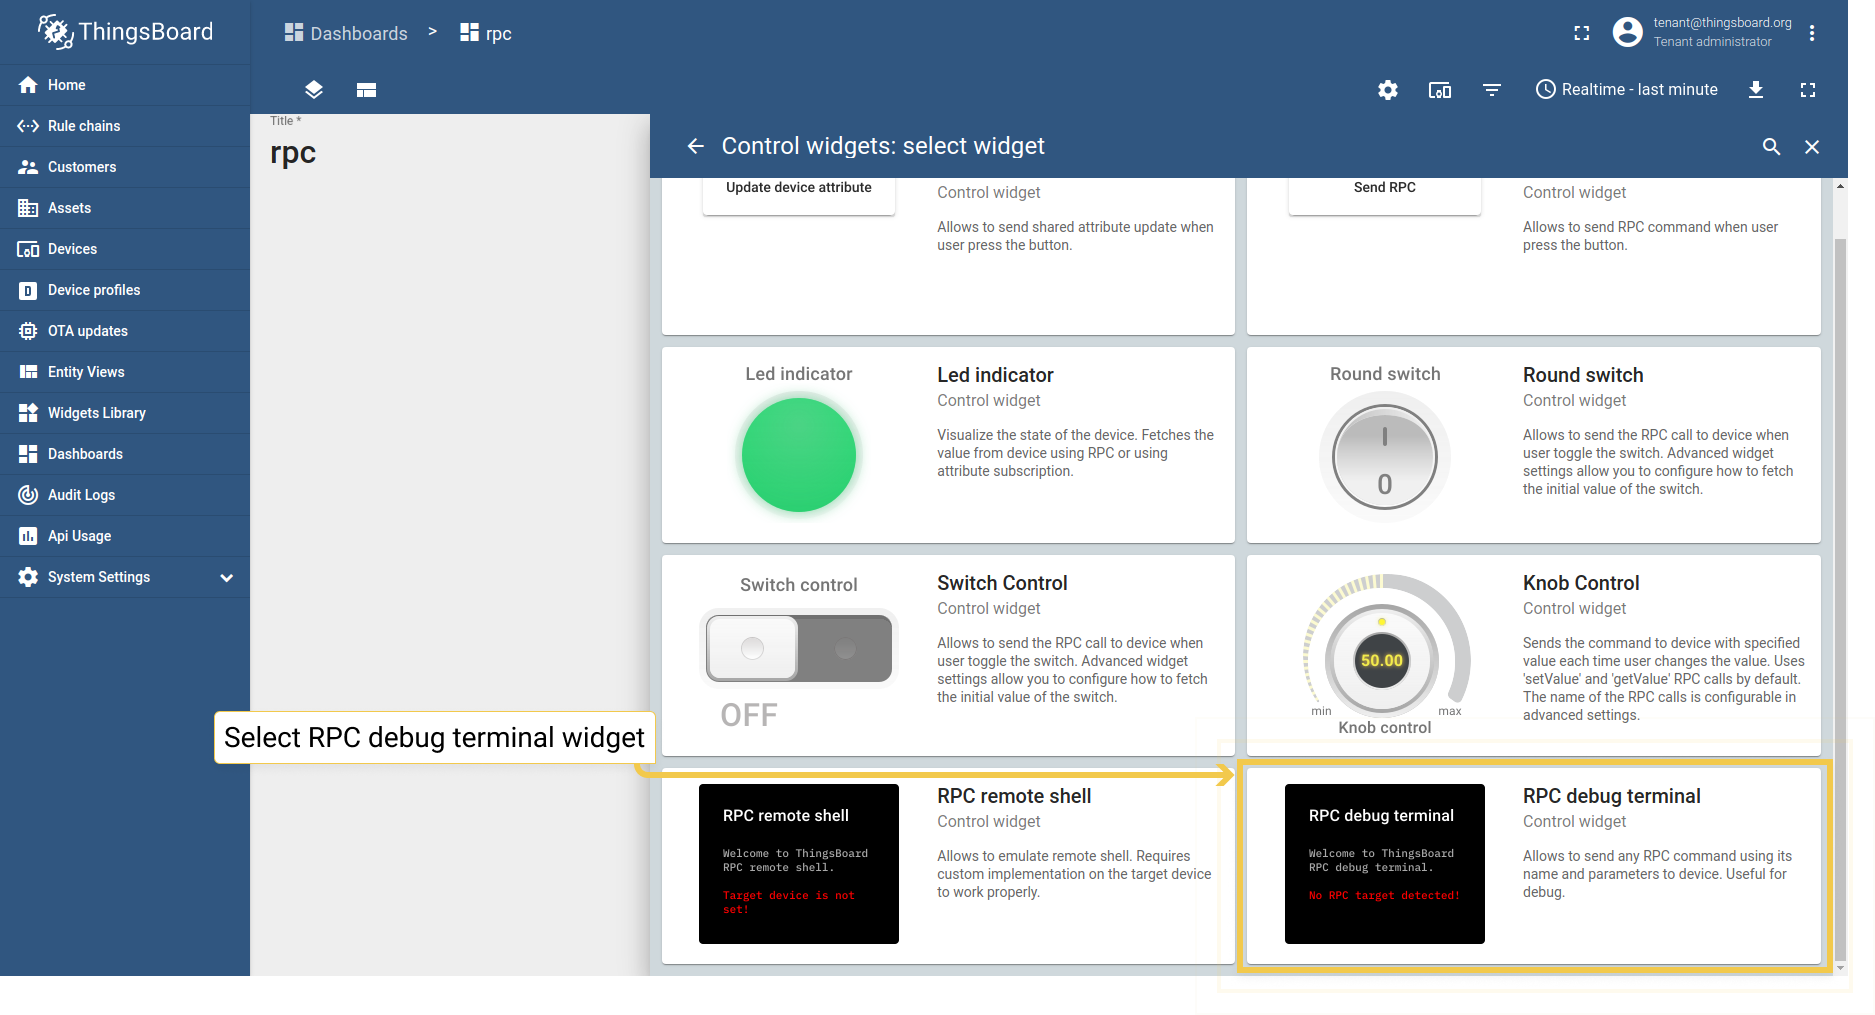 ThingsBoard
Dashboards > rpc
tenant@thingsboard.org
Tenant administrator
Home
Rule chains
Customers
Assets
Devices
Device profiles
OTA updates
Entity Views
Widgets Library
Dashboards
Audit Logs
Api Usage
System Settings
Realtime - last minute
Title *
rpc
Control widgets: select widget
Update device attribute
Control widget
Allows to send shared attribute update when
user press the button.
Send RPC
Control widget
Allows to send RPC command when user
press the button.
Led indicator
Led indicator
Control widget
Visualize the state of the device. Fetches the
value from device using RPC or using
attribute subscription.
Round switch
0
Round switch
Control widget
Allows to send the RPC call to device when
user toggle the switch. Advanced widget
settings allow you to configure how to fetch
the initial value of the switch.
Switch control
OFF
Switch Control
Control widget
Allows to send the RPC call to device when
user toggle the switch. Advanced widget
settings allow you to configure how to fetch
the initial value of the switch.
50.00
min max
Knob control
Knob Control
Control widget
Sends the command to device with specified
value each time user changes the value. Uses
'setValue' and 'getValue' RPC calls by default.
The name of the RPC calls is configurable in
advanced settings.
Select RPC debug terminal widget
RPC remote shell
Welcome to ThingsBoard
RPC remote shell.
Target device is not
set!
RPC remote shell
Control widget
Allows to emulate remote shell. Requires
custom implementation on the target device
to work properly.
RPC debug terminal
Welcome to ThingsBoard
RPC debug terminal.
No RPC target detected!
RPC debug terminal
Control widget
Allows to send any RPC command using its
name and parameters to device. Useful for
debug.